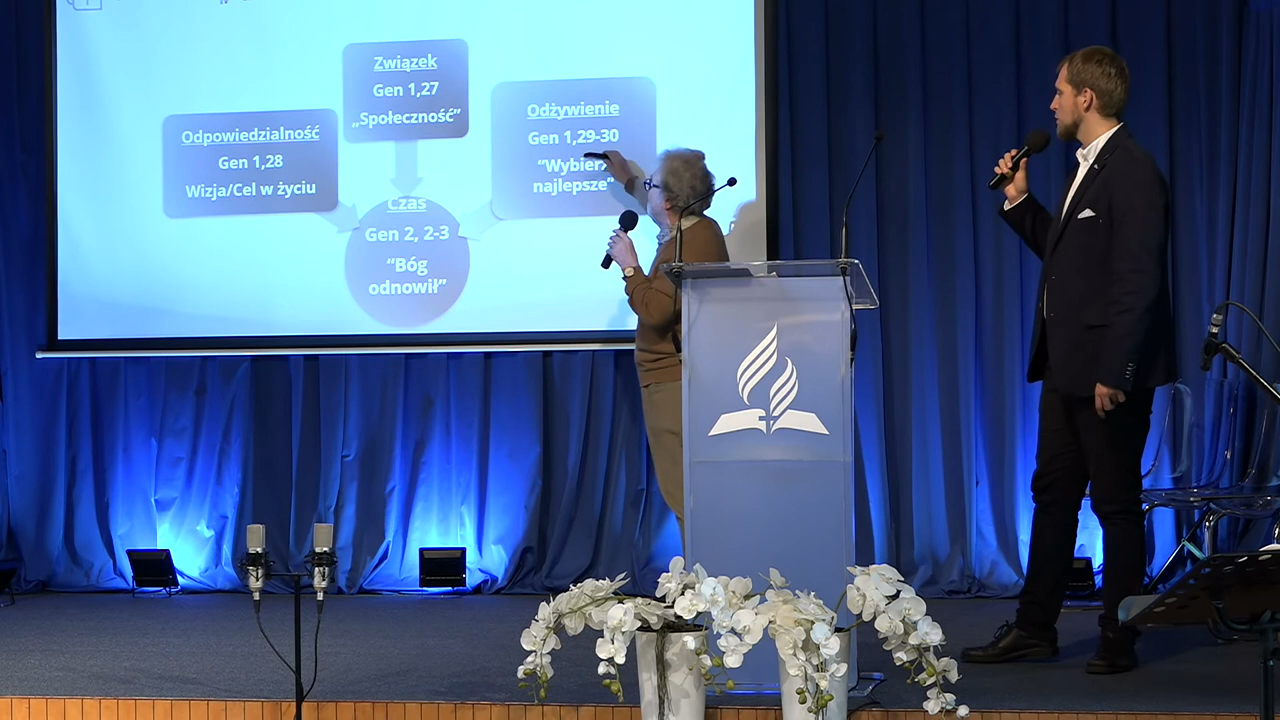 Związek
Gen 1,27
„Społeczność”
Odpowiedzialność
Gen 1,28
Wizja/Cel w życiu
Odżywienie
Gen 1,29-30
najlepsze”
Czas
Gen 2, 2-3
“Bóg
odnowił”